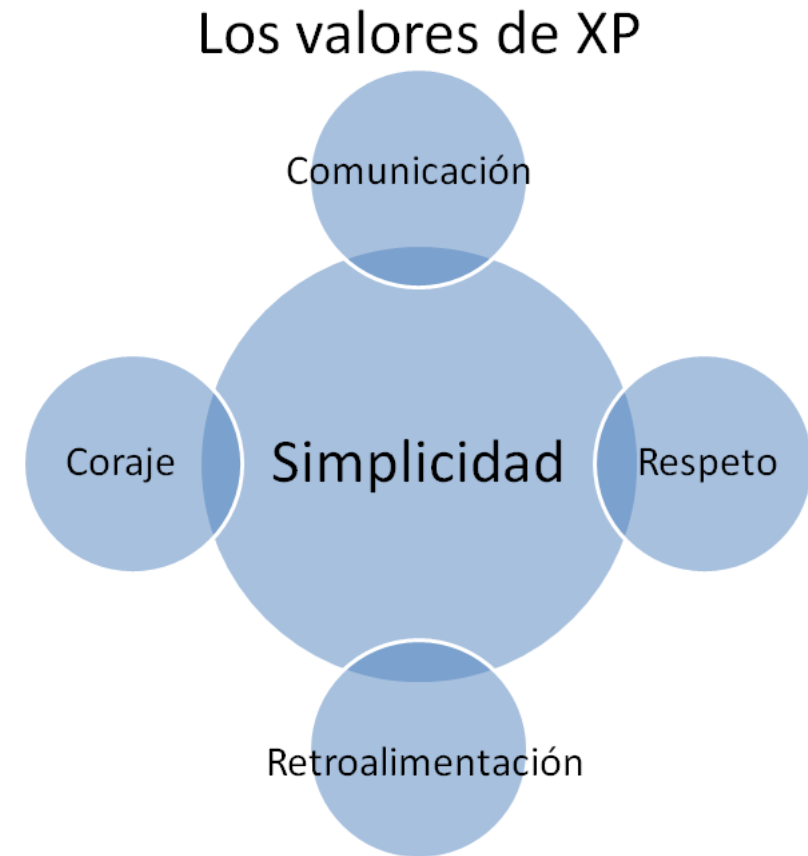 Los valores de XP
Comunicación
Coraje
Simplicidad
Respeto
Retroalimentación